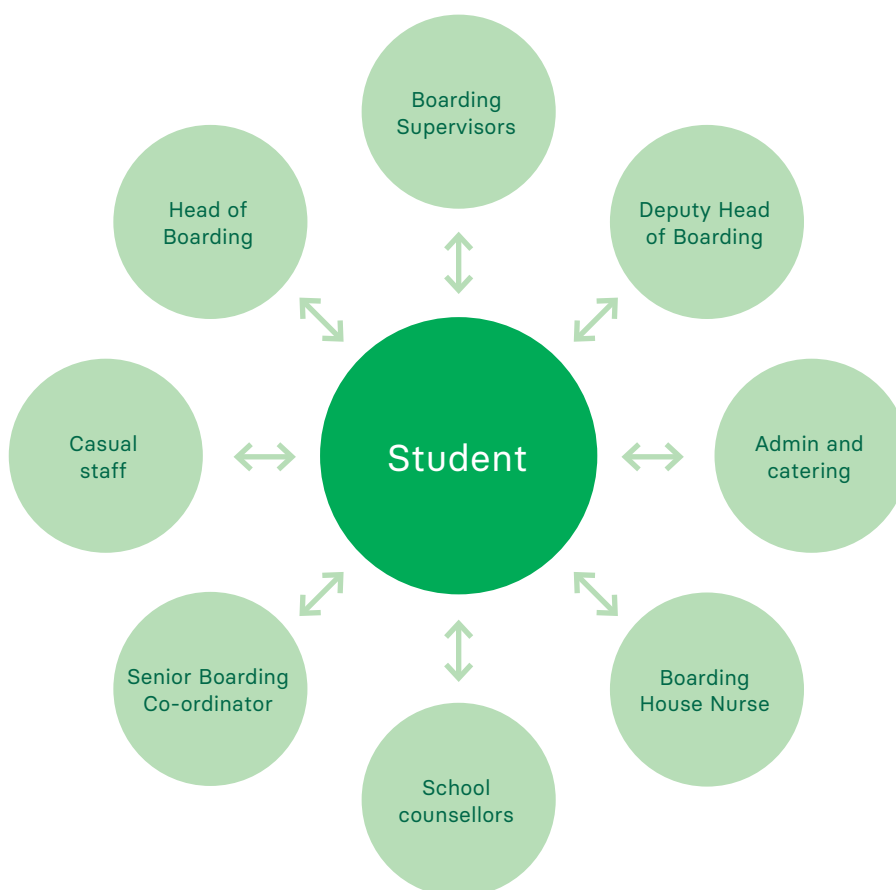 Boarding
Supervisors
Head of
Boarding
Deputy Head
of Boarding
Casual
staff
Student
Admin and
catering
Senior Boarding
Co-ordinator
Boarding
House Nurse
School
counsellors